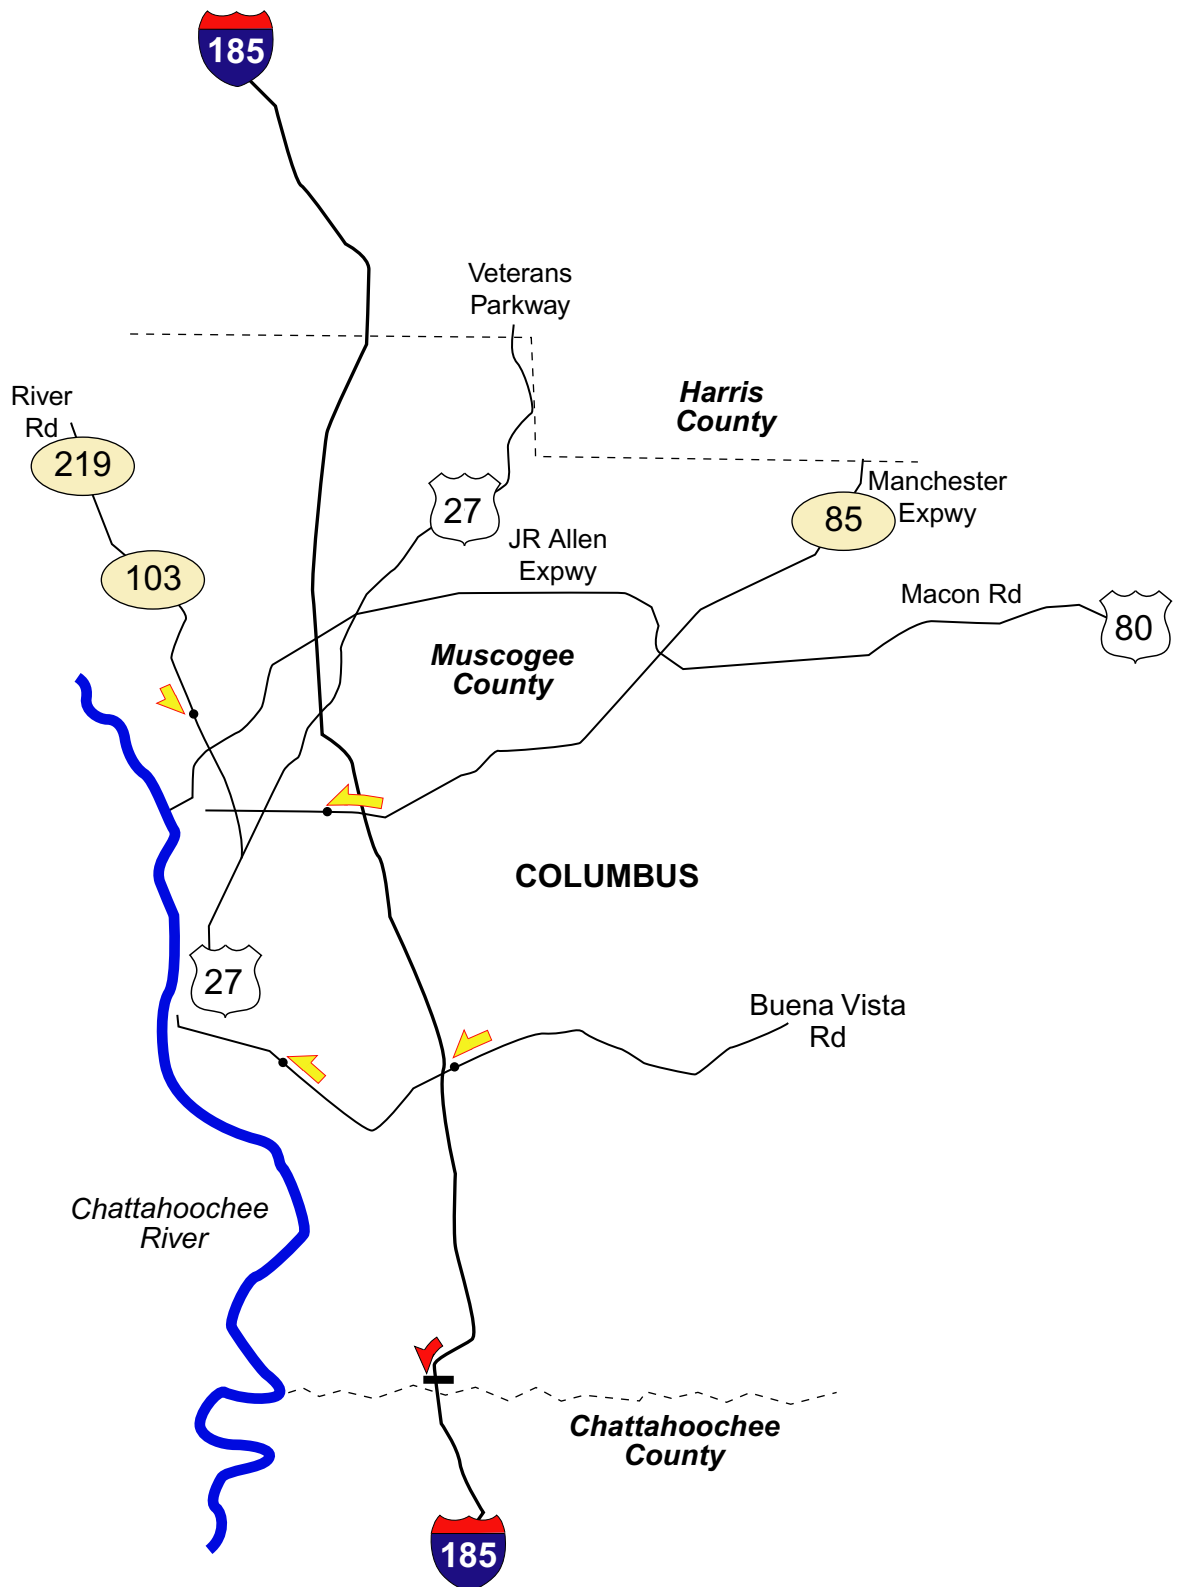 185
Veterans
Parkway
River
Rd
Harris
County
219
27
Manchester
Expwy
85
JR Allen
Expwy
103
Macon Rd
80
Muscogee
County
COLUMBUS
27
Buena Vista
Rd
Chattahoochee
River
Chattahoochee
County
185